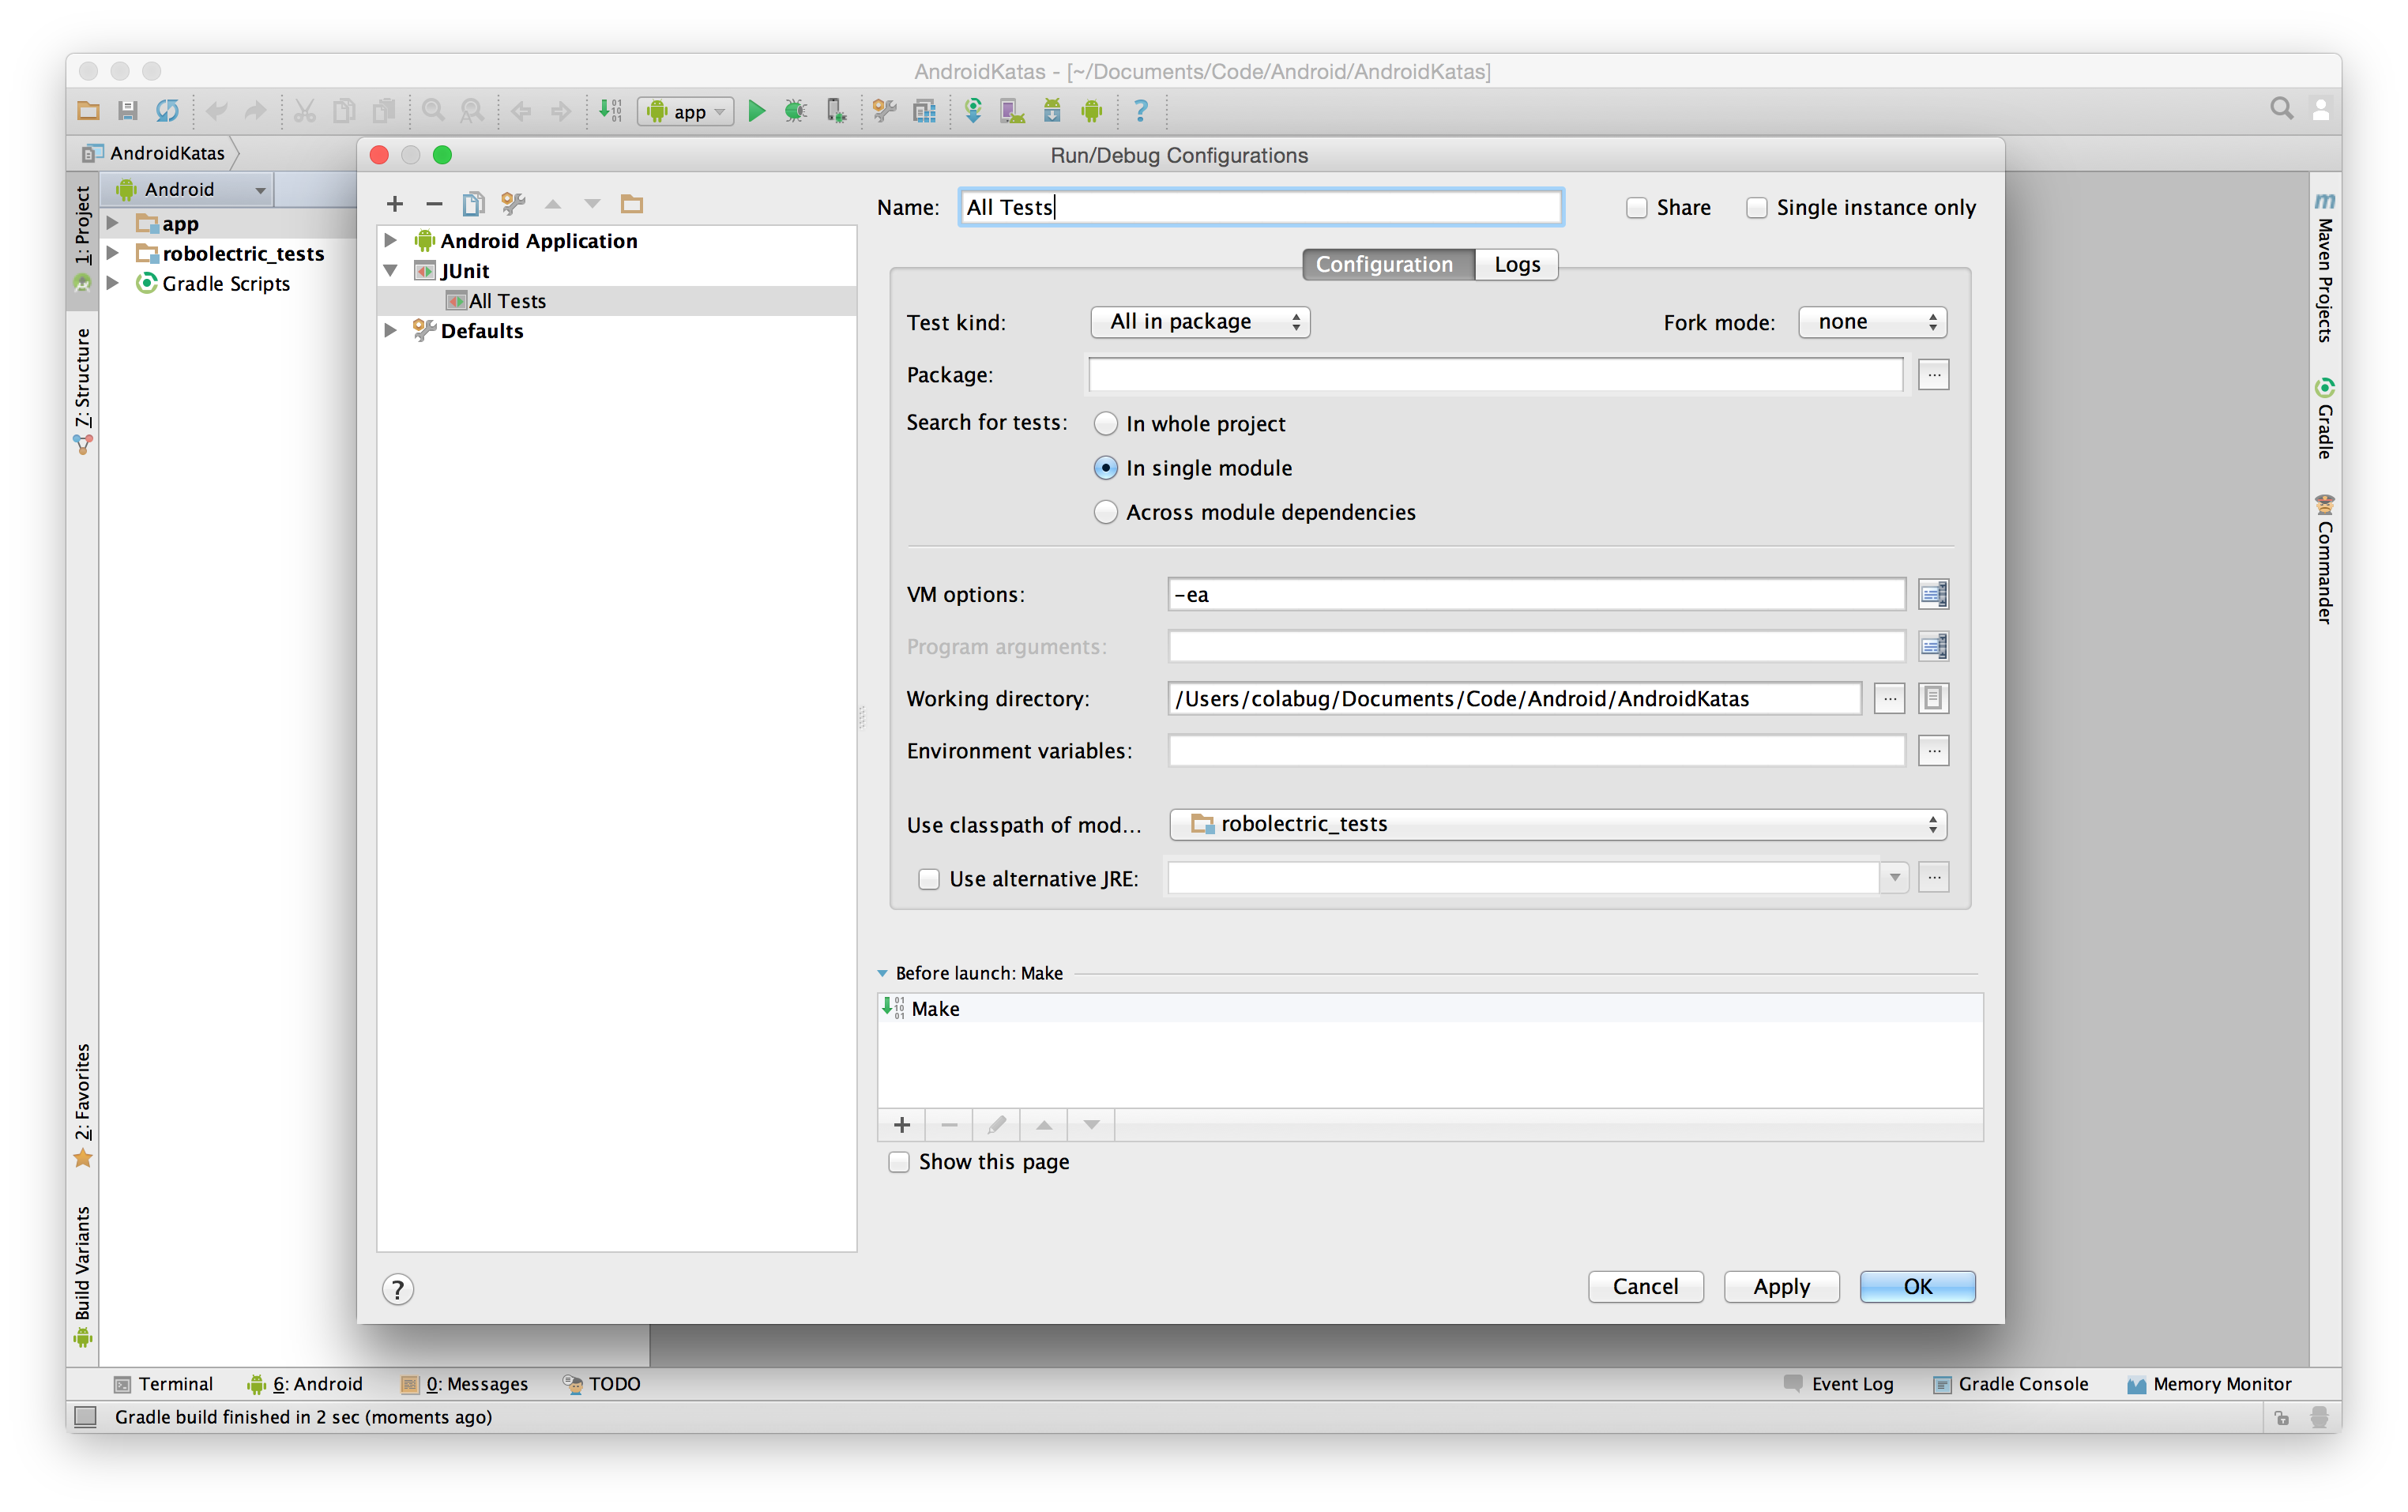 AndroidKatas - [~/Documents/Code/Android/AndroidKatas]
app
?
AndroidKatas
Run/Debug Configurations
1: Project
Android
app
robolectric_tests
Gradle Scripts
7: Structure
2: Favorites
Build Variants
Android Application
JUnit
All Tests
Defaults
Name: All Tests
Share
Single instance only
Configuration
Logs
Test kind: All in package
Fork mode: none
Package:
...
Search for tests: In whole project
In single module
Across module dependencies
VM options: -ea
Program arguments:
Working directory: /Users/colabug/Documents/Code/Android/AndroidKatas
...
Environment variables:
...
Use classpath of mod... robolectric_tests
Use alternative JRE:
...
Before launch: Make
Make
Show this page
?
Cancel
Apply
OK
m Maven Projects
Gradle
Commander
Terminal
6: Android
0: Messages
TODO
Event Log
Gradle Console
Memory Monitor
Gradle build finished in 2 sec (moments ago)